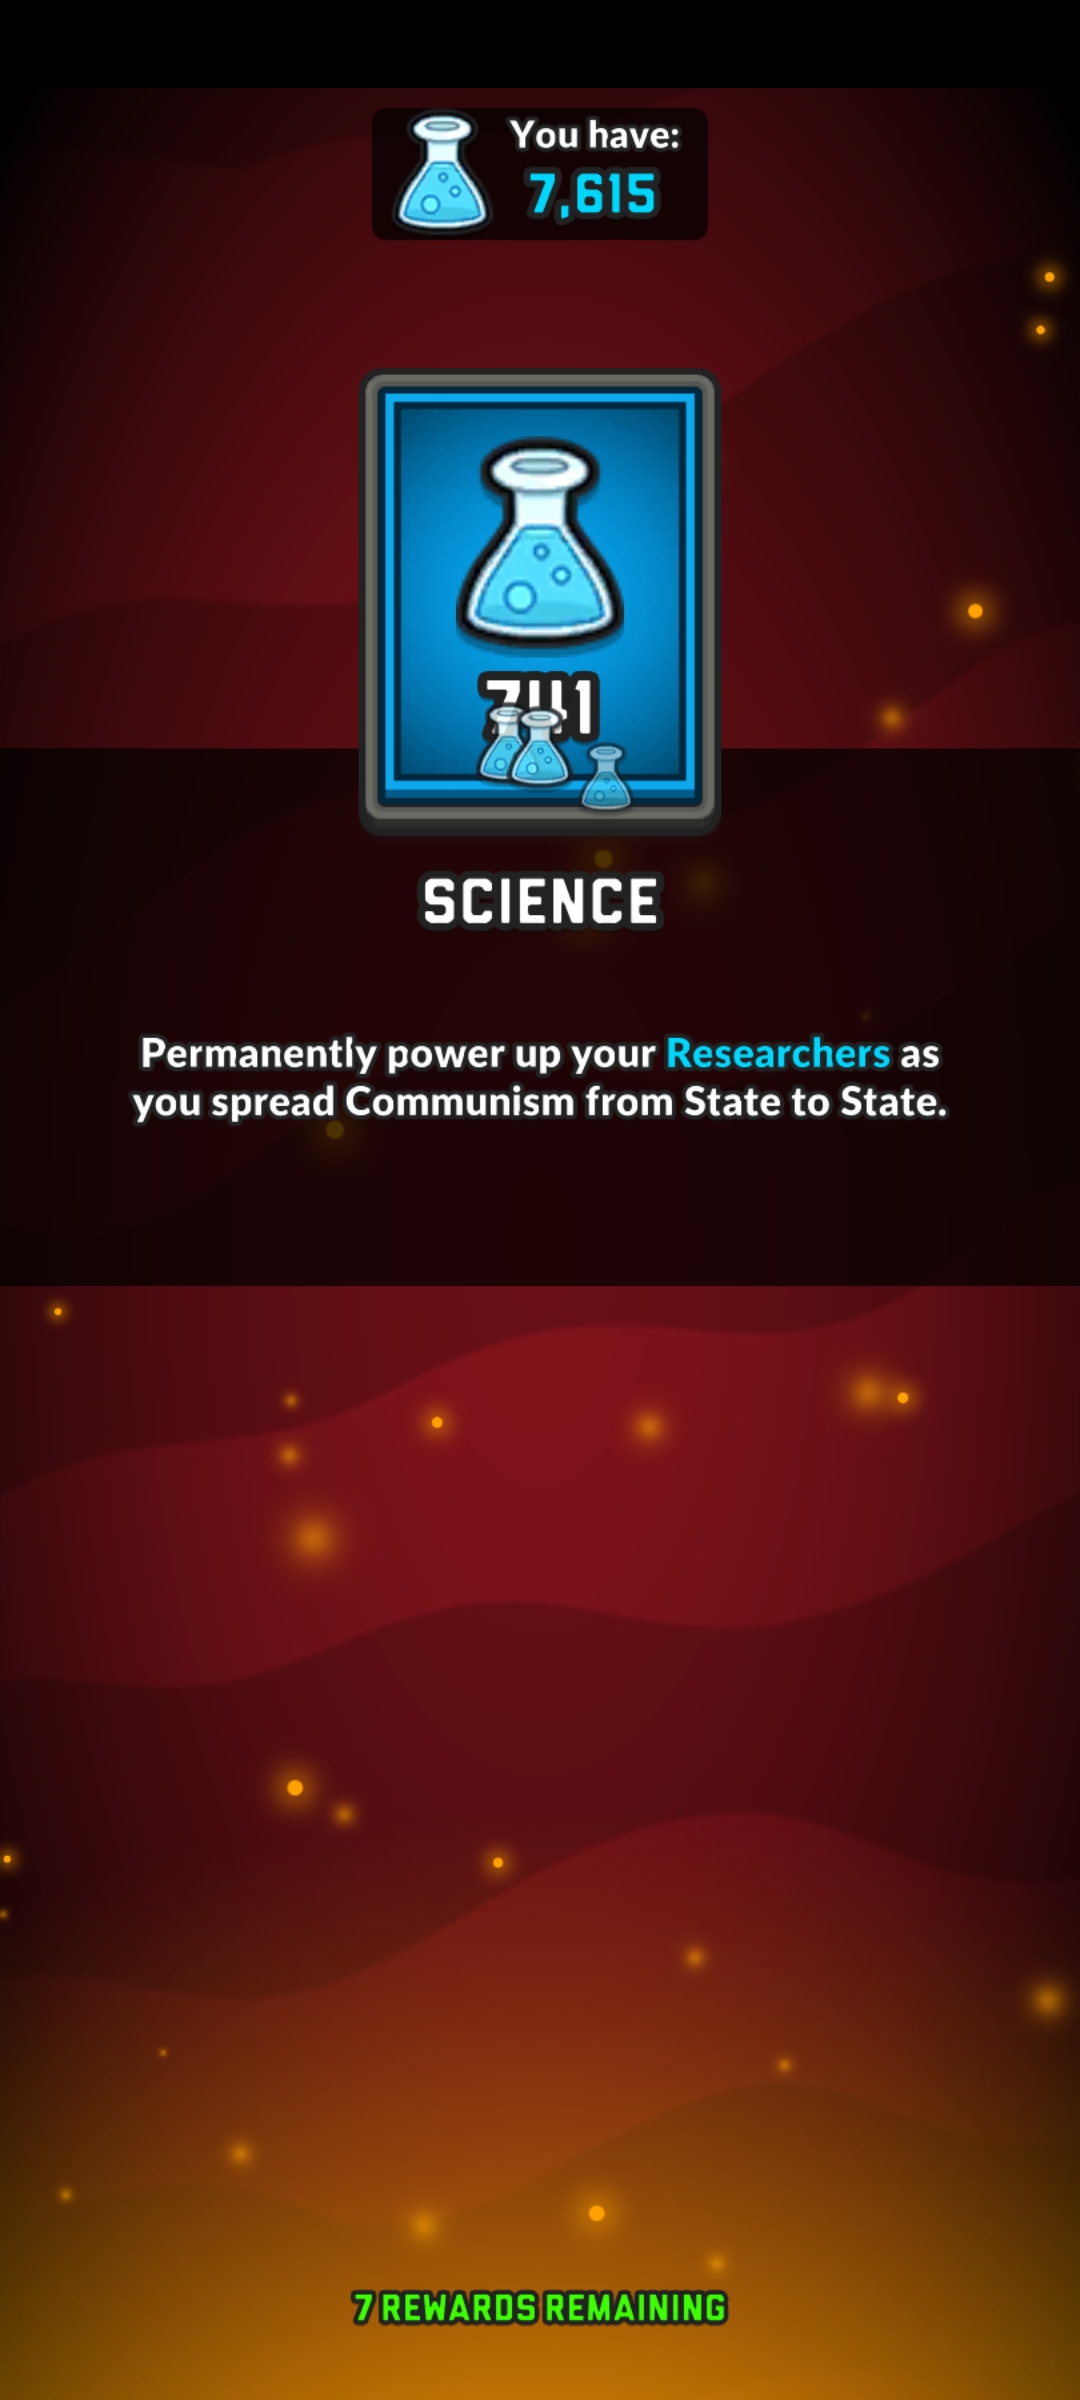 You have:
7,615
741
SCIENCE
Permanently power up your Researchers as
you spread Communism from State to State.
7 REWARDS REMAINING